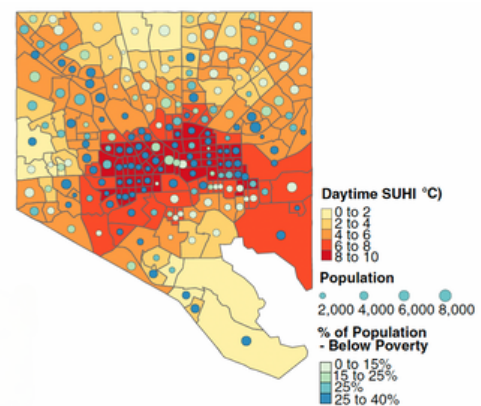 Daytime SUHI °C)
0 to 2
2 to 4
4 to 6
6 to 8
8 to 10
Population
2,000 4,000 6,000 8,000
% of Population
- Below Poverty
0 to 15%
15 to 25%
25%
25 to 40%